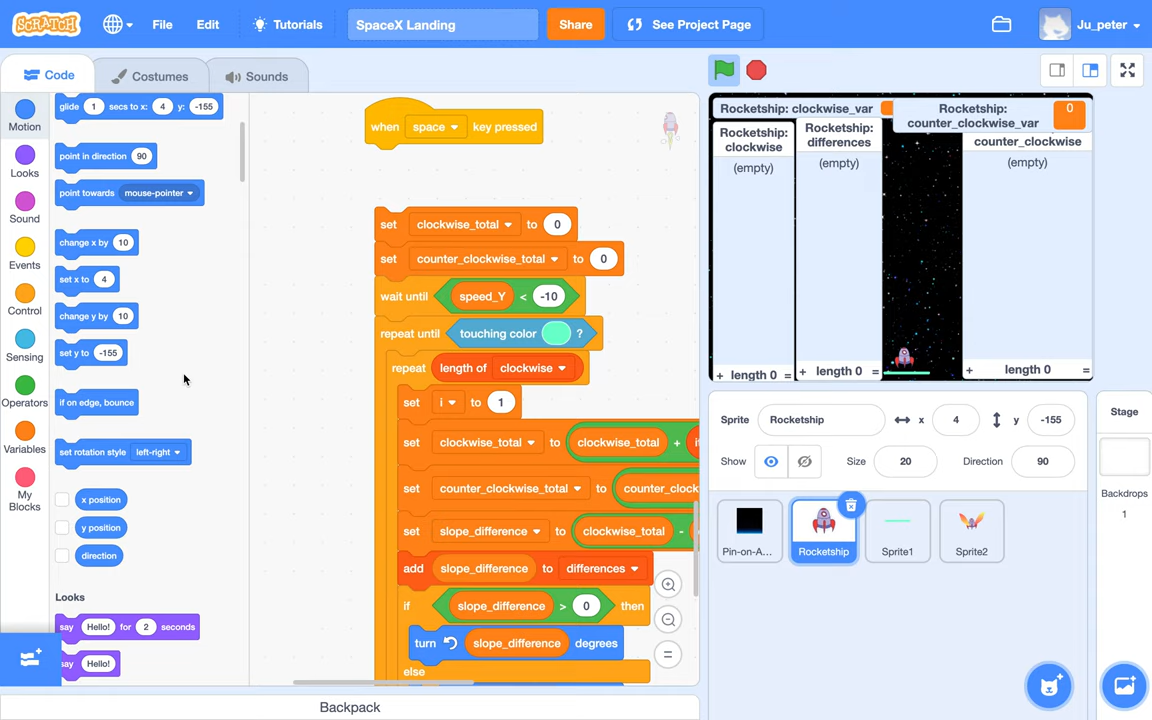 SCRATCH
File
Edit
Tutorials
SpaceX Landing
Share
See Project Page
Ju_peter
Code
Costumes
Sounds
Motion
Looks
Sound
Events
Control
Sensing
Operators
Variables
My Blocks
glide 1 secs to x: 4 y: -155
point in direction 90
point towards mouse-pointer
change x by 10
set x to 4
change y by 10
set y to -155
if on edge, bounce
set rotation style left-right
x position
y position
direction
Looks
say Hello! for 2 seconds
say Hello!
when space key pressed
set clockwise_total to 0
set counter_clockwise_total to 0
wait until speed_Y < -10
repeat until touching color ?
repeat length of clockwise
set i to 1
set clockwise_total to clockwise_total +
set counter_clockwise_total to
set slope_difference to clockwise_total -
add slope_difference to differences
if slope_difference > 0 then
turn slope_difference degrees
else
=
Backpack
Rocketship: clockwise_var
Rocketship: counter_clockwise_var 0
Rocketship: clockwise
(empty)
+ length 0 =
Rocketship: differences
(empty)
+ length 0 =
counter_clockwise
(empty)
+ length 0 =
Sprite Rocketship x 4 y -155
Show Size 20 Direction 90
Pin-on-A...
Rocketship
Sprite1
Sprite2
Stage
Backdrops
1